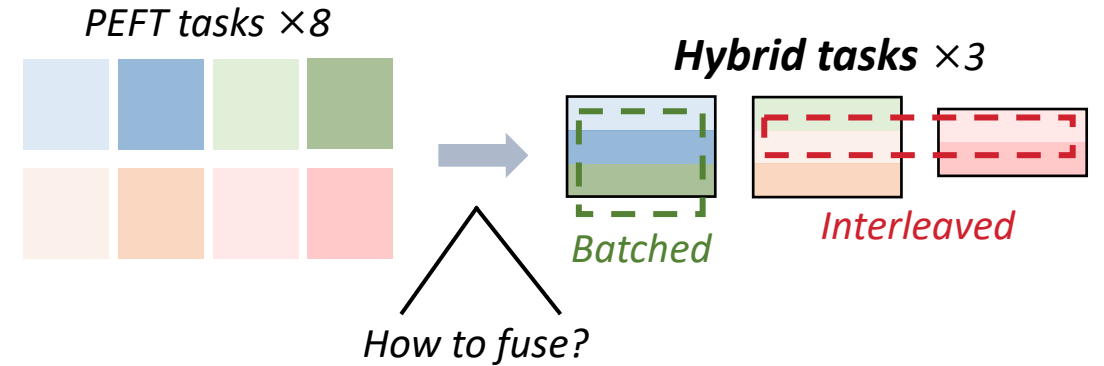 PEFT tasks ×8
Hybrid tasks ×3
Batched
Interleaved
How to fuse?